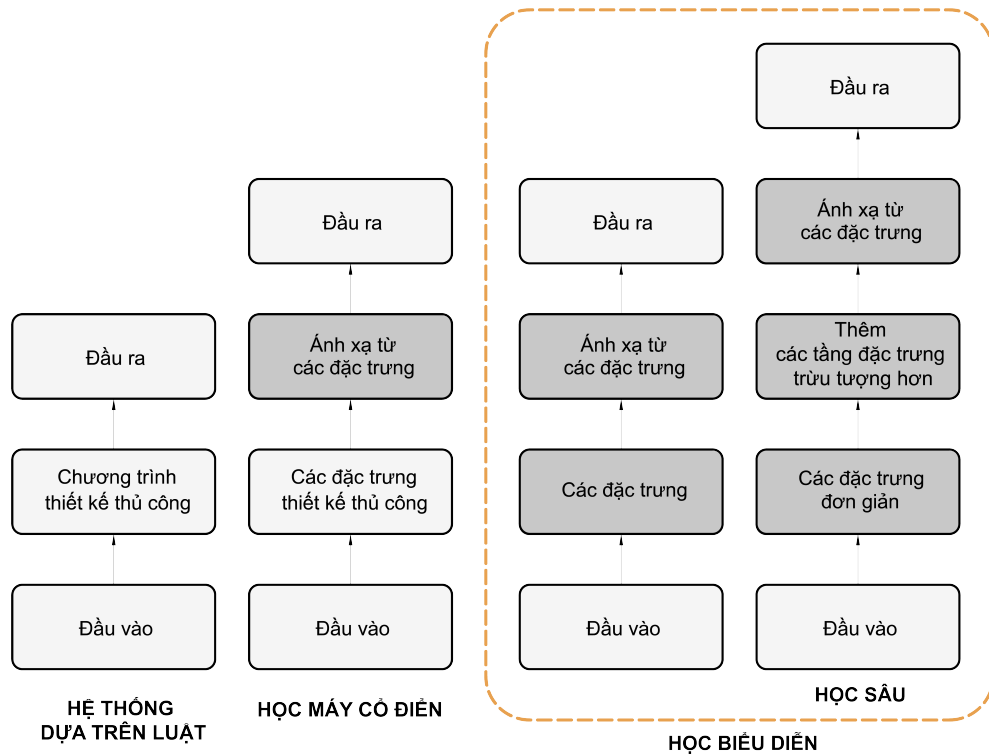 Đầu ra
Chương trình
thiết kế thủ công
Đầu vào
HỆ THỐNG
DỰA TRÊN LUẬT
Đầu ra
Ánh xạ từ
các đặc trưng
Các đặc trưng
thiết kế thủ công
Đầu vào
HỌC MÁY CỔ ĐIỂN
Đầu ra
Ánh xạ từ
các đặc trưng
Các đặc trưng
Đầu vào
Đầu ra
Ánh xạ từ
các đặc trưng
Thêm
các tầng đặc trưng
trừu tượng hơn
Các đặc trưng
đơn giản
Đầu vào
HỌC SÂU
HỌC BIỂU DIỄN